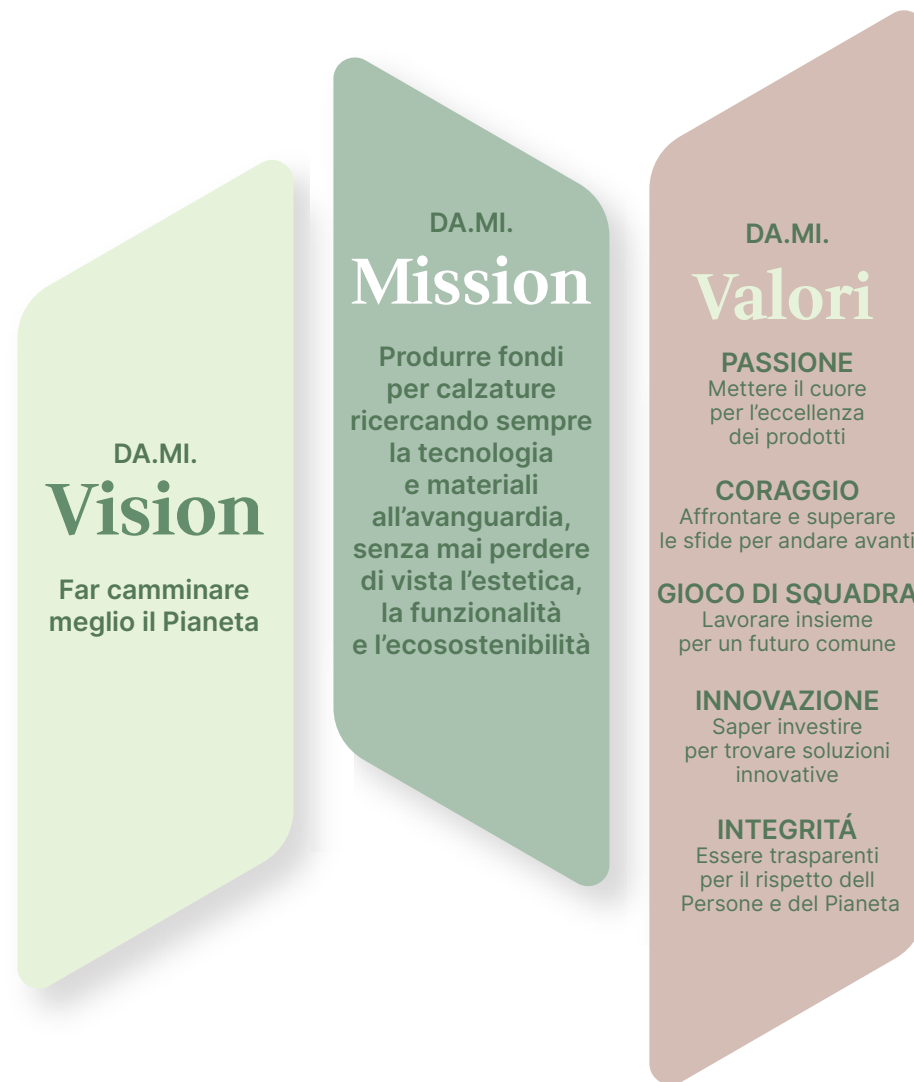 DA.MI.
Vision
Far camminare
meglio il Pianeta
DA.MI.
Mission
Produrre fondi
per calzature
ricercando sempre
la tecnologia
e materiali
all’avanguardia,
senza mai perdere
di vista l’estetica,
la funzionalità
e l’ecosostenibilità
DA.MI.
Valori
PASSIONE
Mettere il cuore
per l’eccellenza
dei prodotti
CORAGGIO
Affrontare e superare
le sfide per andare avanti
GIOCO DI SQUADRA
Lavorare insieme
per un futuro comune
INNOVAZIONE
Saper investire
per trovare soluzioni
innovative
INTEGRITÁ
Essere trasparenti
per il rispetto dell
Persone e del Pianeta